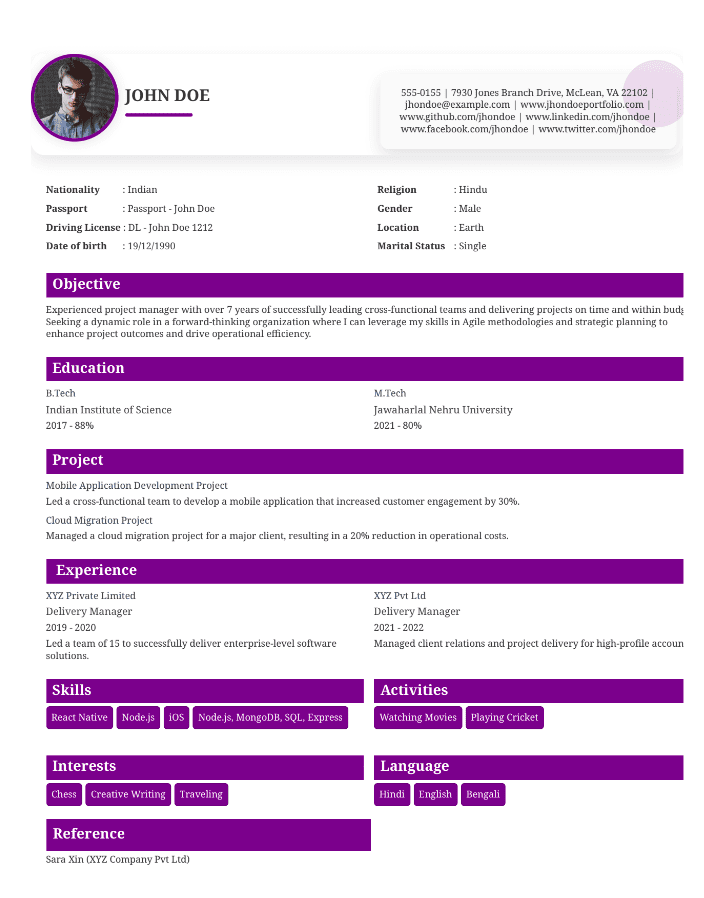 JOHN DOE
555-0155 | 7930 Jones Branch Drive, McLean, VA 22102 |
jhondoe@example.com | www.jhondoeportfolio.com |
www.github.com/jhondoe | www.linkedin.com/jhondoe |
www.facebook.com/jhondoe | www.twitter.com/jhondoe
Nationality : Indian
Religion : Hindu
Passport : Passport - John Doe
Gender : Male
Driving License : DL - John Doe 1212
Location : Earth
Date of birth : 19/12/1990
Marital Status : Single
Objective
Experienced project manager with over 7 years of successfully leading cross-functional teams and delivering projects on time and within
Seeking a dynamic role in a forward-thinking organization where I can leverage my skills in Agile methodologies and strategic planning to
enhance project outcomes and drive operational efficiency.
Education
B.Tech
Indian Institute of Science
2017 - 88%
M.Tech
Jawaharlal Nehru University
2021 - 80%
Project
Mobile Application Development Project
Led a cross-functional team to develop a mobile application that increased customer engagement by 30%.
Cloud Migration Project
Managed a cloud migration project for a major client, resulting in a 20% reduction in operational costs.
Experience
XYZ Private Limited
Delivery Manager
2019 - 2020
Led a team of 15 to successfully deliver enterprise-level software
solutions.
XYZ Pvt Ltd
Delivery Manager
2021 - 2022
Managed client relations and project delivery for high-profile accoun
Skills
React Native Node.js iOS Node.js, MongoDB, SQL, Express
Activities
Watching Movies Playing Cricket
Interests
Chess Creative Writing Traveling
Language
Hindi English Bengali
Reference
Sara Xin (XYZ Company Pvt Ltd)